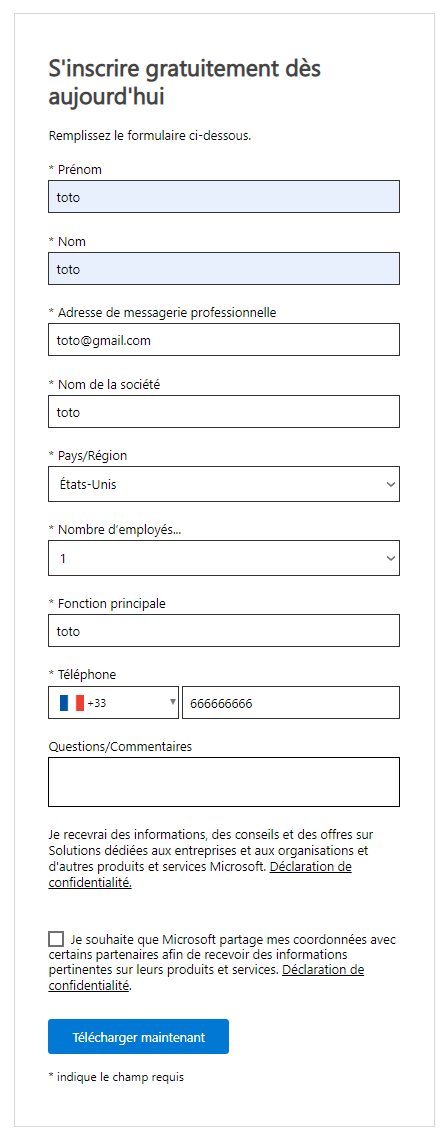 S'inscrire gratuitement dès
aujourd'hui
Remplissez le formulaire ci-dessous.
* Prénom
toto
* Nom
toto
* Adresse de messagerie professionnelle
toto@gmail.com
* Nom de la société
toto
* Pays/Région
États-Unis
* Nombre d'employés...
1
* Fonction principale
toto
* Téléphone
+33 666666666
Questions/Commentaires
Je recevrai des informations, des conseils et des offres sur
Solutions dédiées aux entreprises et aux organisations et
d'autres produits et services Microsoft. Déclaration de
confidentialité.
Je souhaite que Microsoft partage mes coordonnées avec
certains partenaires afin de recevoir des informations
pertinentes sur leurs produits et services. Déclaration de
confidentialité.
Télécharger maintenant
* indique le champ requis